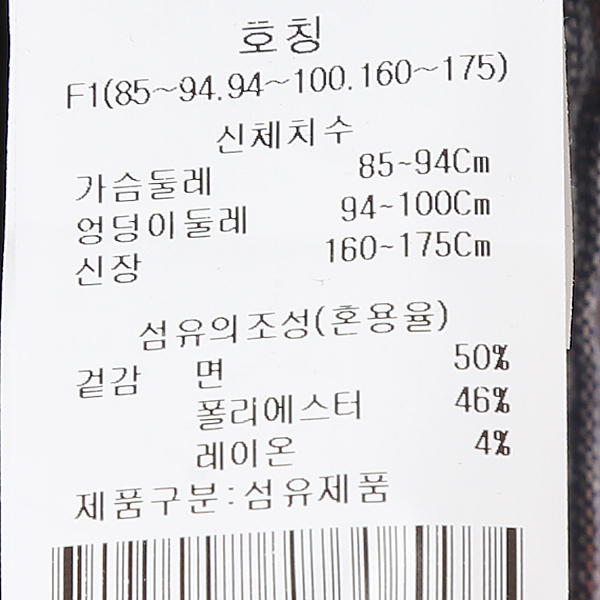 호칭
F1(85~94.94~100.160~175)
신체치수
가슴둘레 85~94Cm
엉덩이둘레 94~100Cm
신장 160~175Cm
섬유의조성(혼용율)
겉감 면 50%
폴리에스터 46%
레이온 4%
제품구분:섬유제품